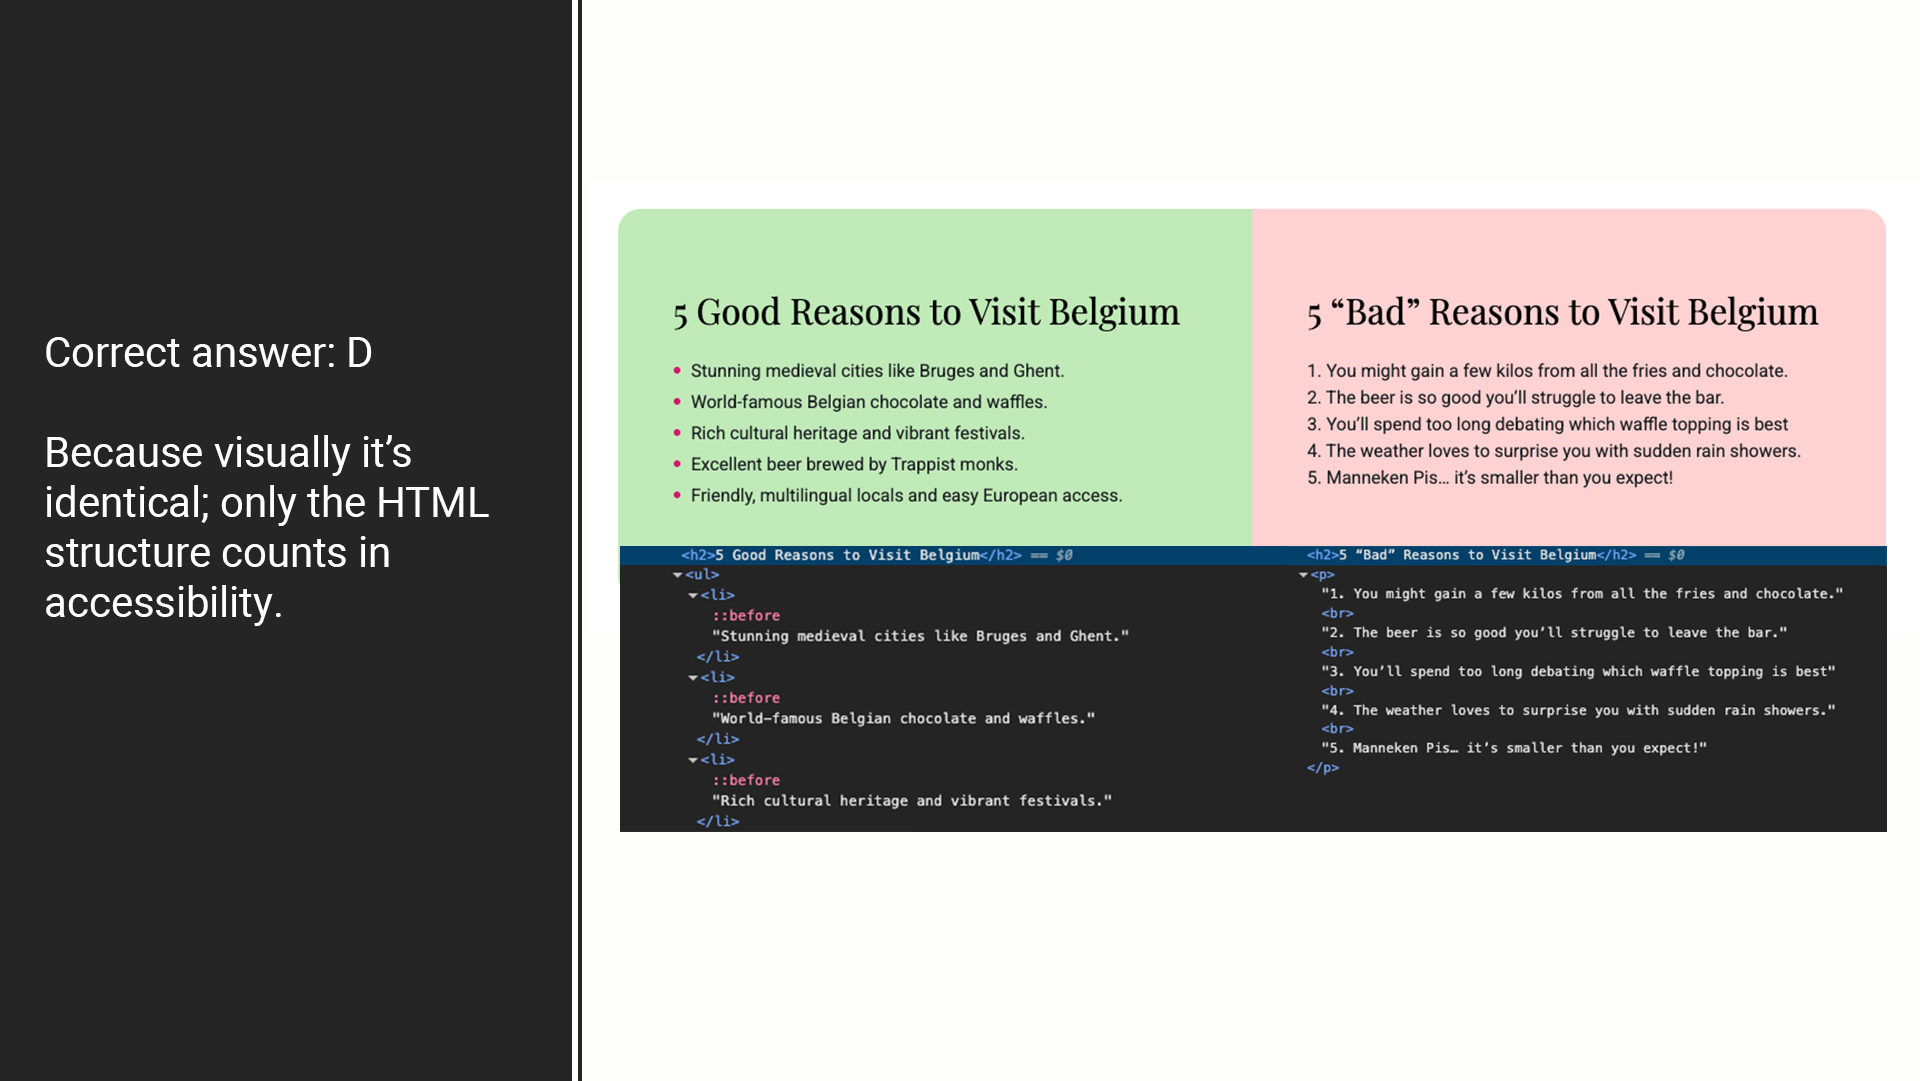 Correct answer: D
Because visually it’s
identical; only the HTML
structure counts in
accessibility.
5 Good Reasons to Visit Belgium
• Stunning medieval cities like Bruges and Ghent.
• World-famous Belgian chocolate and waffles.
• Rich cultural heritage and vibrant festivals.
• Excellent beer brewed by Trappist monks.
• Friendly, multilingual locals and easy European access.
5 “Bad” Reasons to Visit Belgium
1. You might gain a few kilos from all the fries and chocolate.
2. The beer is so good you’ll struggle to leave the bar.
3. You’ll spend too long debating which waffle topping is best
4. The weather loves to surprise you with sudden rain showers.
5. Manneken Pis… it’s smaller than you expect!
<h2>5 Good Reasons to Visit Belgium</h2> == $0
<ul>
<li>
::before
"Stunning medieval cities like Bruges and Ghent."
</li>
<li>
::before
"World-famous Belgian chocolate and waffles."
</li>
<li>
::before
"Rich cultural heritage and vibrant festivals."
</li>
<h2>5 “Bad” Reasons to Visit Belgium</h2> == $0
<p>
"1. You might gain a few kilos from all the fries and chocolate."
<br>
"2. The beer is so good you’ll struggle to leave the bar."
<br>
"3. You’ll spend too long debating which waffle topping is best"
<br>
"4. The weather loves to surprise you with sudden rain showers."
<br>
"5. Manneken Pis… it’s smaller than you expect!"
</p>